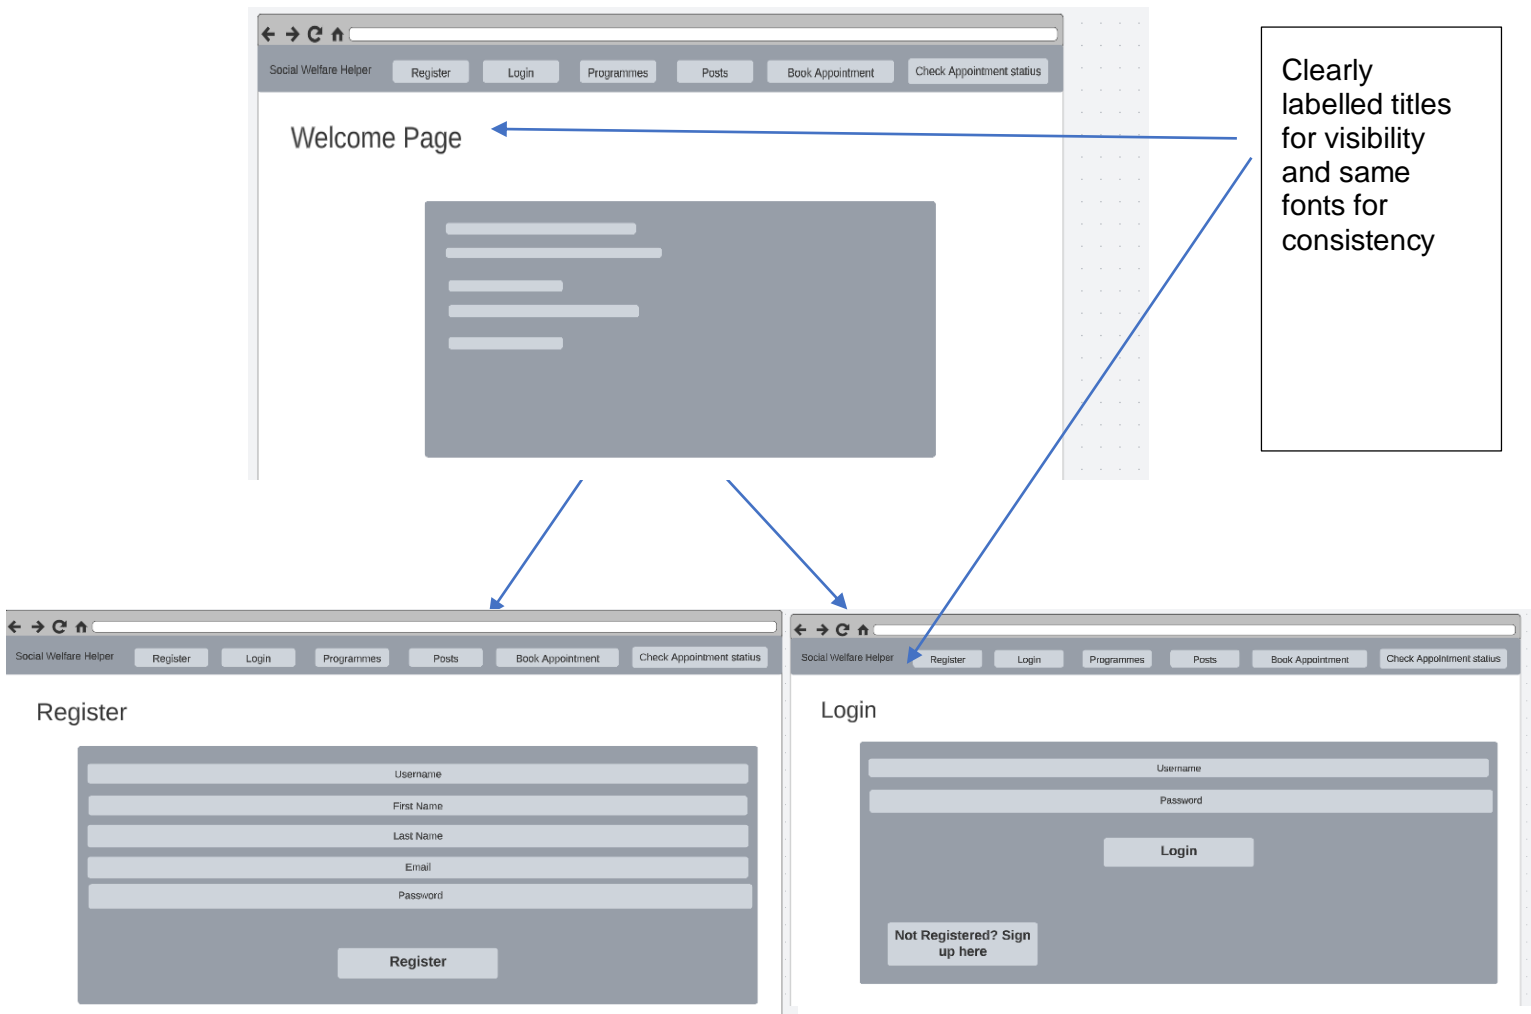 Social Welfare Helper Register Login Programmes Posts Book Appointment Check Appointment statius
Welcome Page
Clearly
labelled titles
for visibility
and same
fonts for
consistency
Social Welfare Helper Register Login Programmes Posts Book Appointment Check Appointment statius
Register
Username
First Name
Last Name
Email
Password
Register
Social Welfare Helper Register Login Programmes Posts Book Appointment Check Appointment statius
Login
Username
Password
Login
Not Registered? Sign
up here